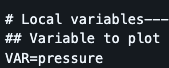 # Local variables---
## Variable to plot
VAR=pressure